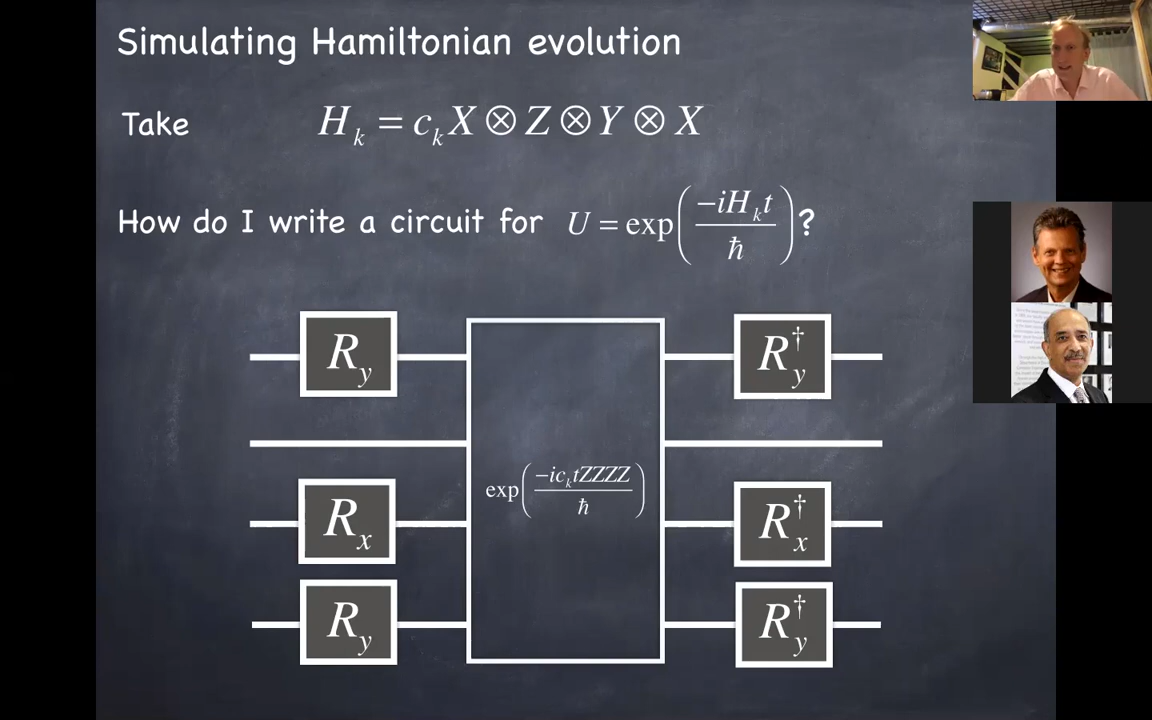 Simulating Hamiltonian evolution
Take H_k = c_k X ⊗ Z ⊗ Y ⊗ X
How do I write a circuit for U = exp(−iH_k t / ħ)?
R_y R_y†
exp(−ic_k tZZZZ / ħ)
R_x R_x†
R_y R_y†